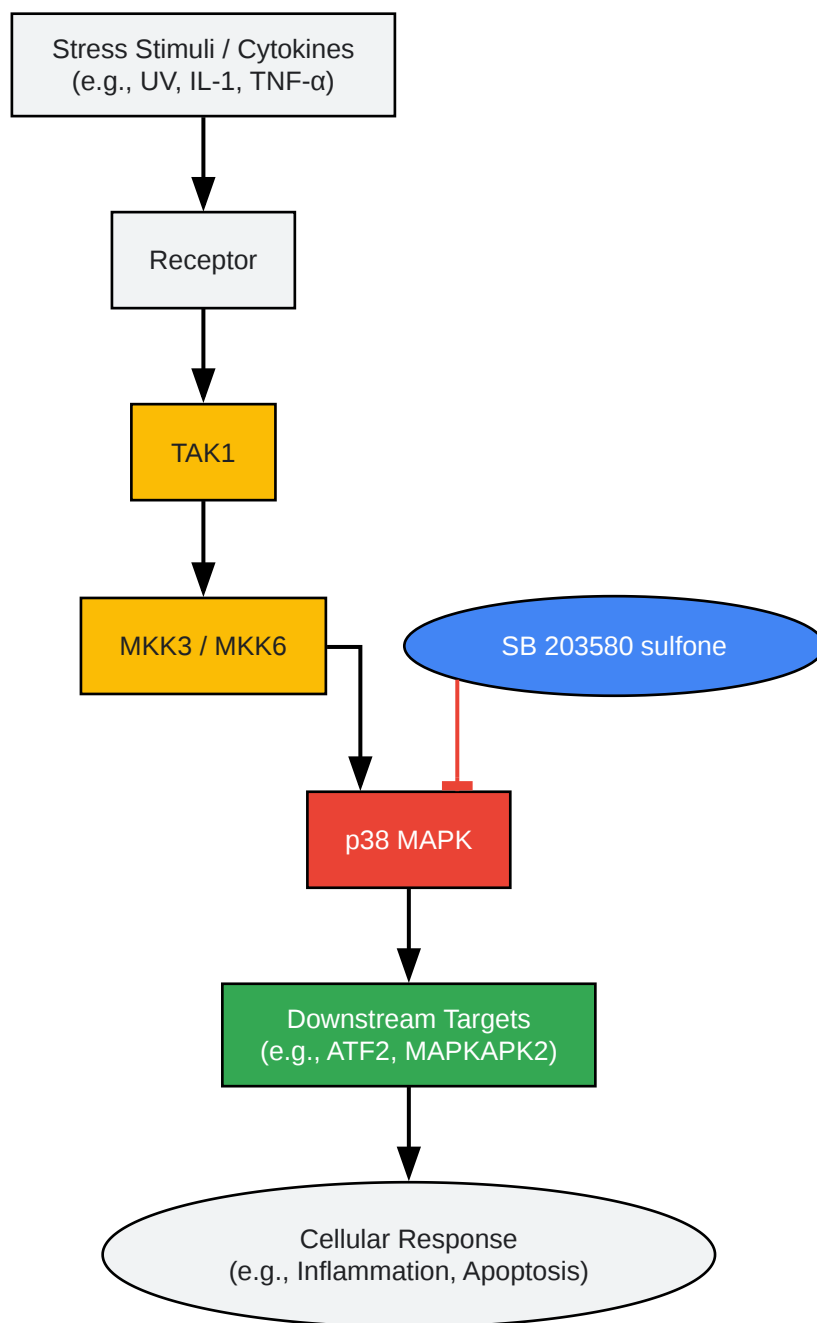 Stress Stimuli / Cytokines
(e.g., UV, IL-1, TNF-α)
Receptor
TAK1
MKK3 / MKK6
SB 203580 sulfone
p38 MAPK
Downstream Targets
(e.g., ATF2, MAPKAPK2)
Cellular Response
(e.g., Inflammation, Apoptosis)